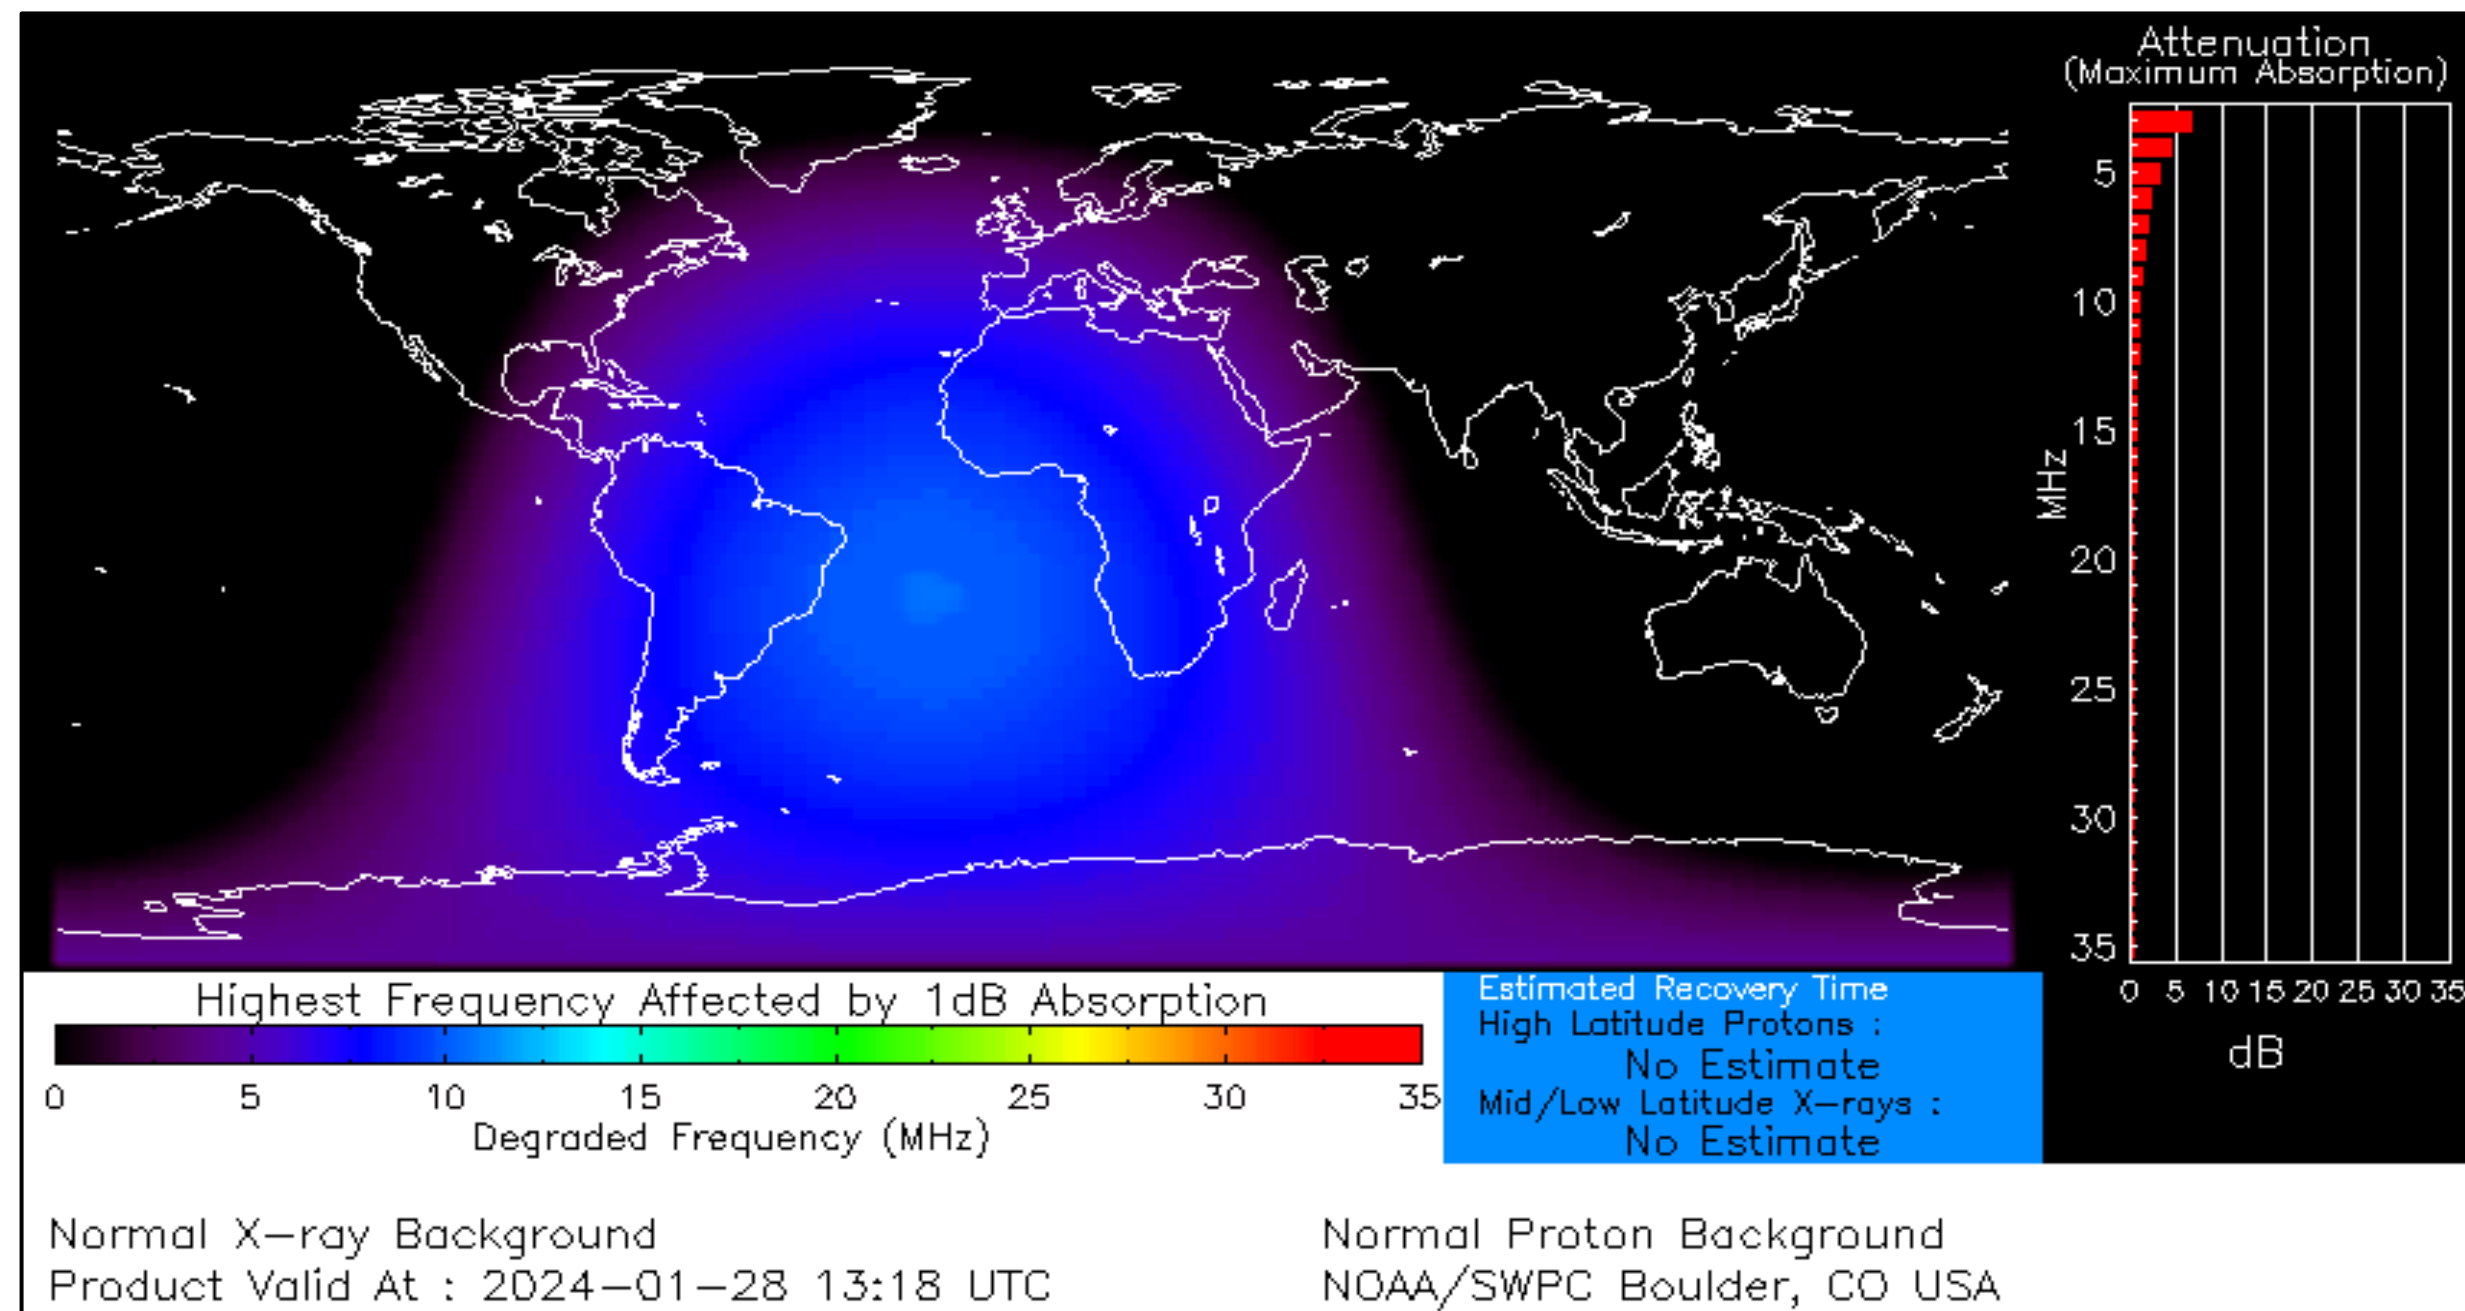 Attenuation
(Maximum Absorption)
5
10
15
20
25
30
35
MHz
0 5 10 15 20 25 30 35
dB
Highest Frequency Affected by 1dB Absorption
0 5 10 15 20 25 30 35
Degraded Frequency (MHz)
Estimated Recovery Time
High Latitude Protons :
No Estimate
Mid/Low Latitude X-rays :
No Estimate
Normal X-ray Background
Product Valid At : 2024-01-28 13:18 UTC
Normal Proton Background
NOAA/SWPC Boulder, CO USA